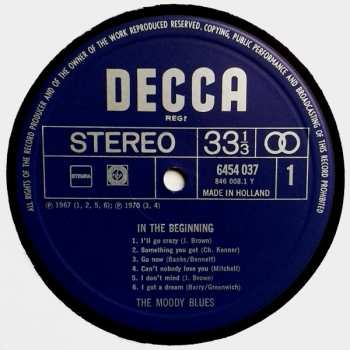 ALL RIGHTS OF THE RECORD PRODUCER AND OF THE OWNER OF THE WORK REPRODUCED RESERVED. COPYING, PUBLIC PERFORMANCE AND BROADCASTING OF THIS RECORD PROHIBITED
DECCA
REGT
STEREO 33 1/3
STEMRA
6454 037
846 008.1 Y
MADE IN HOLLAND
1
℗ 1967 (1, 2, 5, 6) ℗ 1970 (3, 4)
IN THE BEGINNING
1. I'll go crazy (J. Brown)
2. Something you got (Ch. Kenner)
3. Go now (Banks/Bennett)
4. Can't nobody love you (Mitchell)
5. I don't mind (J. Brown)
6. I got a dream (Barry/Greenwich)
THE MOODY BLUES